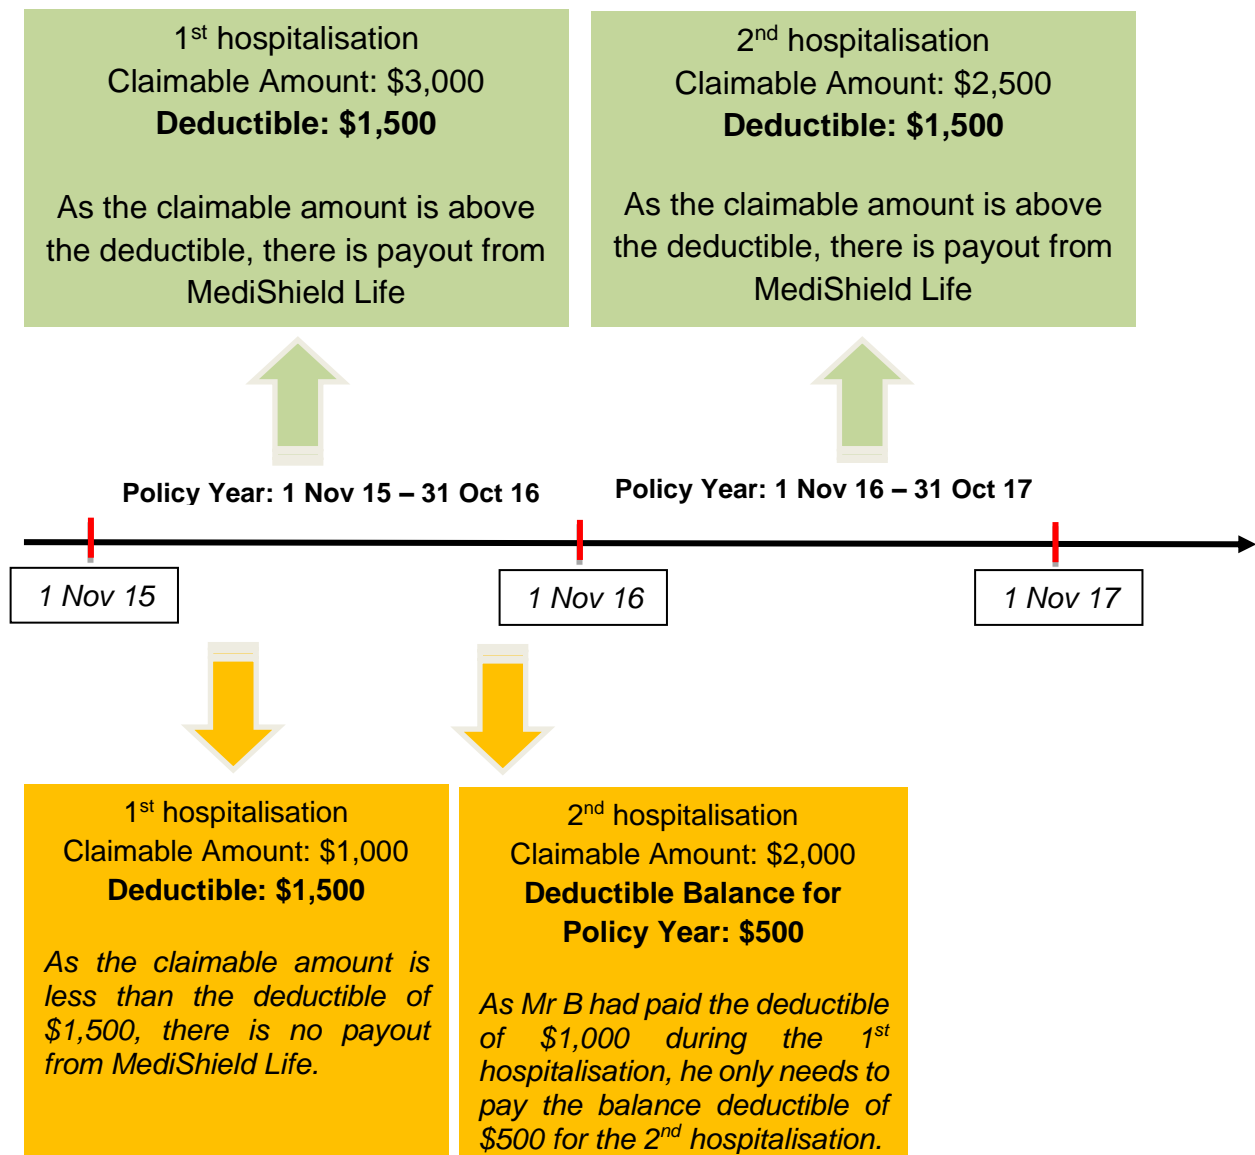 1st hospitalisation
Claimable Amount: $3,000
Deductible: $1,500
As the claimable amount is above
the deductible, there is payout from
MediShield Life
2nd hospitalisation
Claimable Amount: $2,500
Deductible: $1,500
As the claimable amount is above
the deductible, there is payout from
MediShield Life
Policy Year: 1 Nov 15 – 31 Oct 16
Policy Year: 1 Nov 16 – 31 Oct 17
1 Nov 15
1 Nov 16
1 Nov 17
1st hospitalisation
Claimable Amount: $1,000
Deductible: $1,500
As the claimable amount is
less than the deductible of
$1,500, there is no payout
from MediShield Life.
2nd hospitalisation
Claimable Amount: $2,000
Deductible Balance for
Policy Year: $500
As Mr B had paid the deductible
of $1,000 during the 1st
hospitalisation, he only needs to
pay the balance deductible of
$500 for the 2nd hospitalisation.